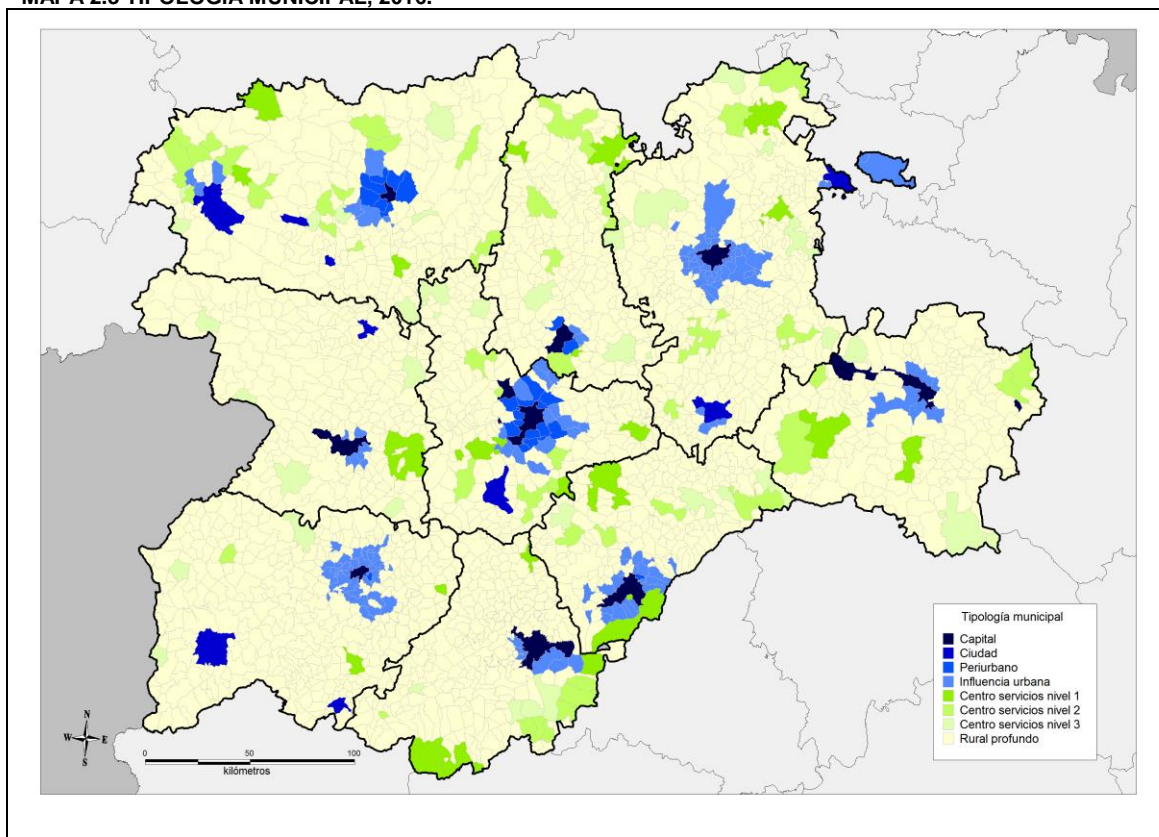 Tipología municipal
Capital
Ciudad
Periurbano
Influencia urbana
Centro servicios nivel 1
Centro servicios nivel 2
Centro servicios nivel 3
Rural profundo
N
W E
S
0 50 100
kilómetros